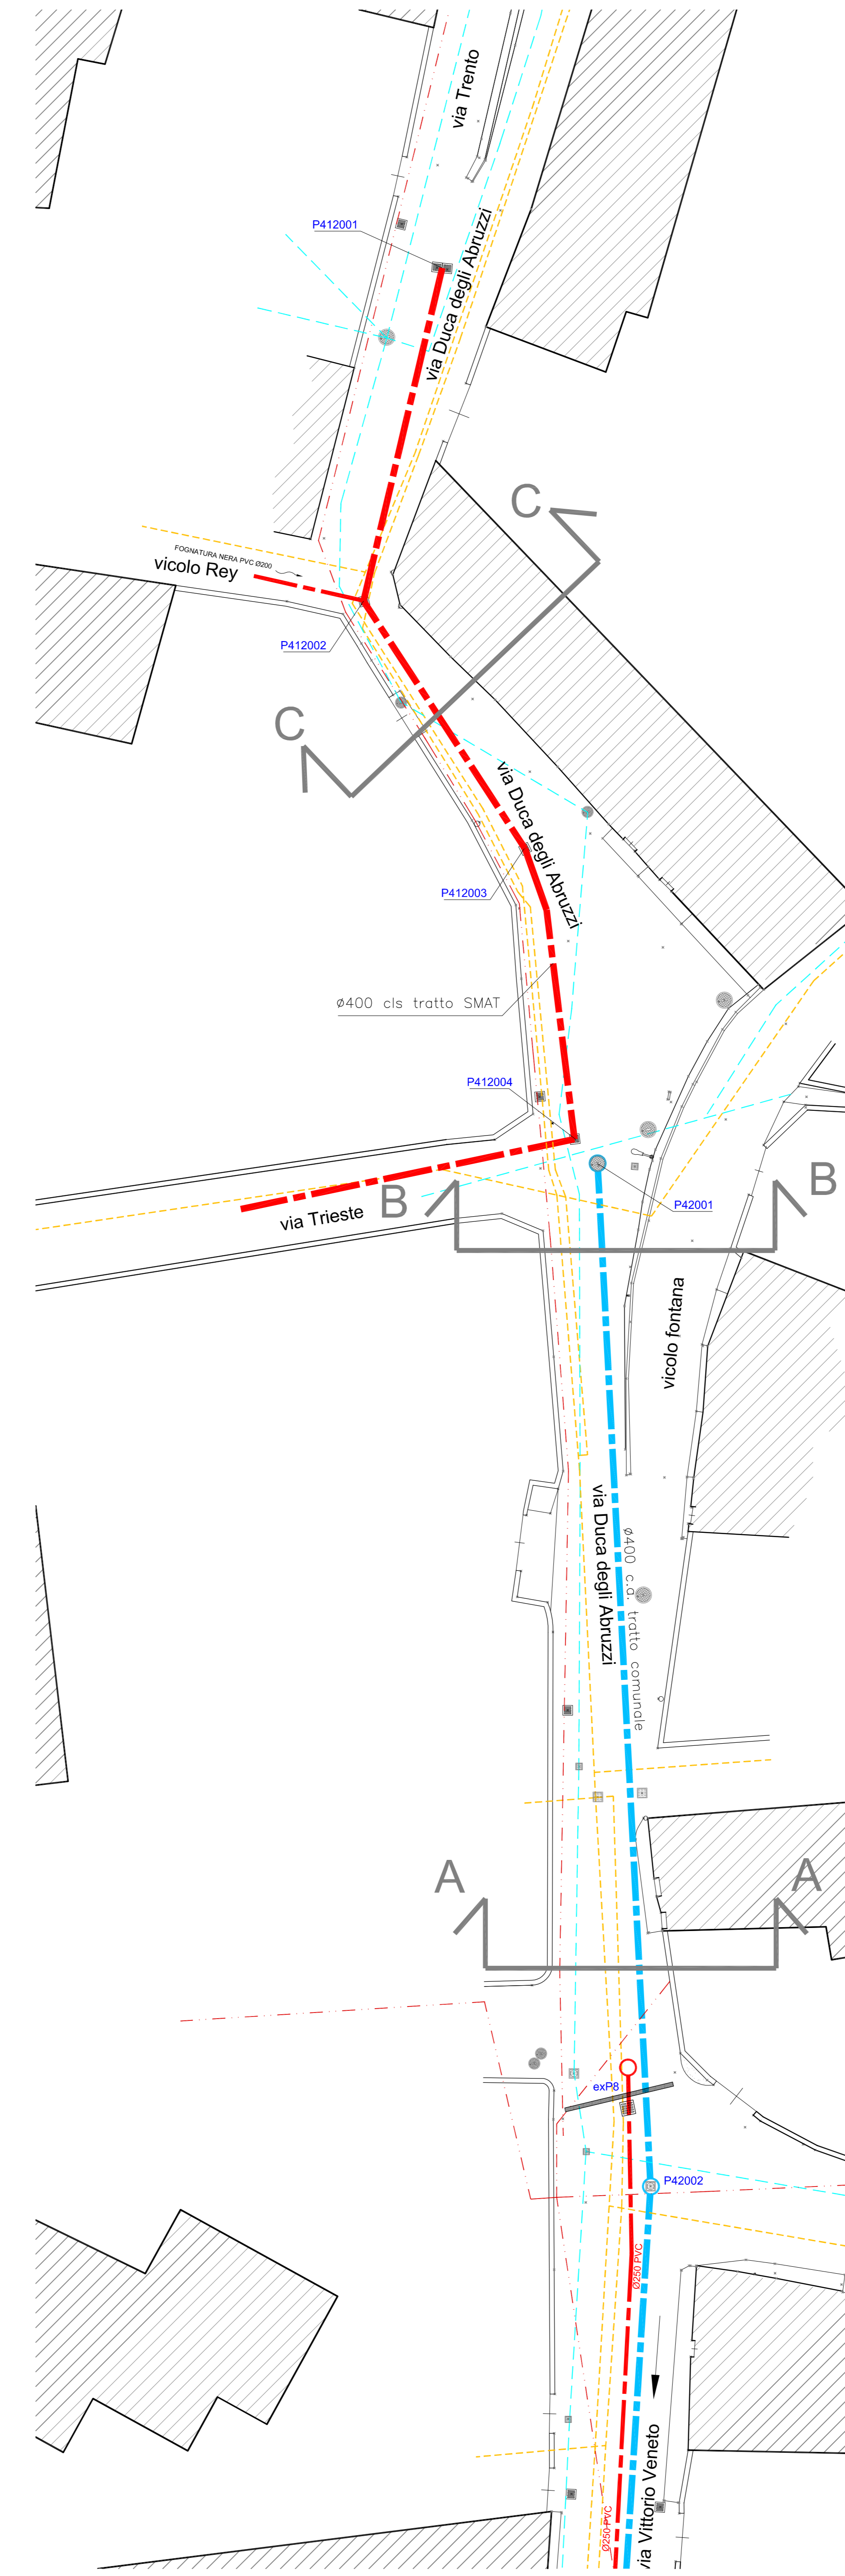 via Trento
P412001
via Duca degli Abruzzi
C
FOGNATURA NERA PVC Ø200
vicolo Rey
P412002
C
via Duca degli Abruzzi
P412003
Ø400 cls tratto SMAT
P412004
B
B
P42001
via Trieste
vicolo fontana
via Duca degli Abruzzi
Ø400 c.a. tratto comunale
A
A
exP8
P42002
Ø250 PVC
via Vittorio Veneto
Ø250 PVC